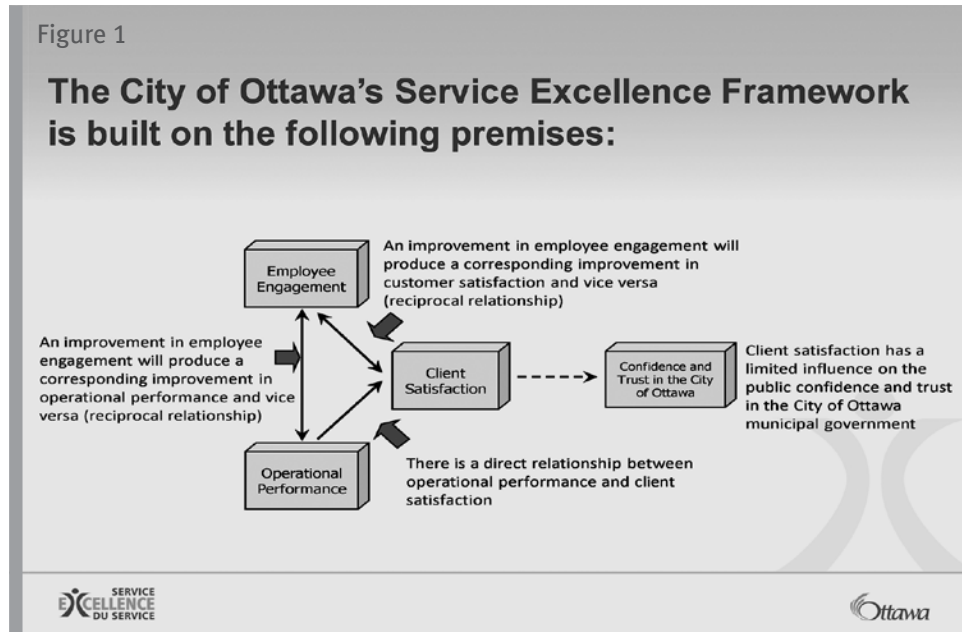 Figure 1
The City of Ottawa's Service Excellence Framework
is built on the following premises:
Employee
Engagement
An improvement in employee engagement will
produce a corresponding improvement in
customer satisfaction and vice versa
(reciprocal relationship)
An improvement in employee
engagement will produce a
corresponding improvement in
operational performance and vice
versa (reciprocal relationship)
Client
Satisfaction
Confidence and
Trust in the City
of Ottawa
Client satisfaction has a
limited influence on the
public confidence and trust
in the City of Ottawa
municipal government
Operational
Performance
There is a direct relationship between
operational performance and client
satisfaction
SERVICE
EXCELLENCE
DU SERVICE
Ottawa